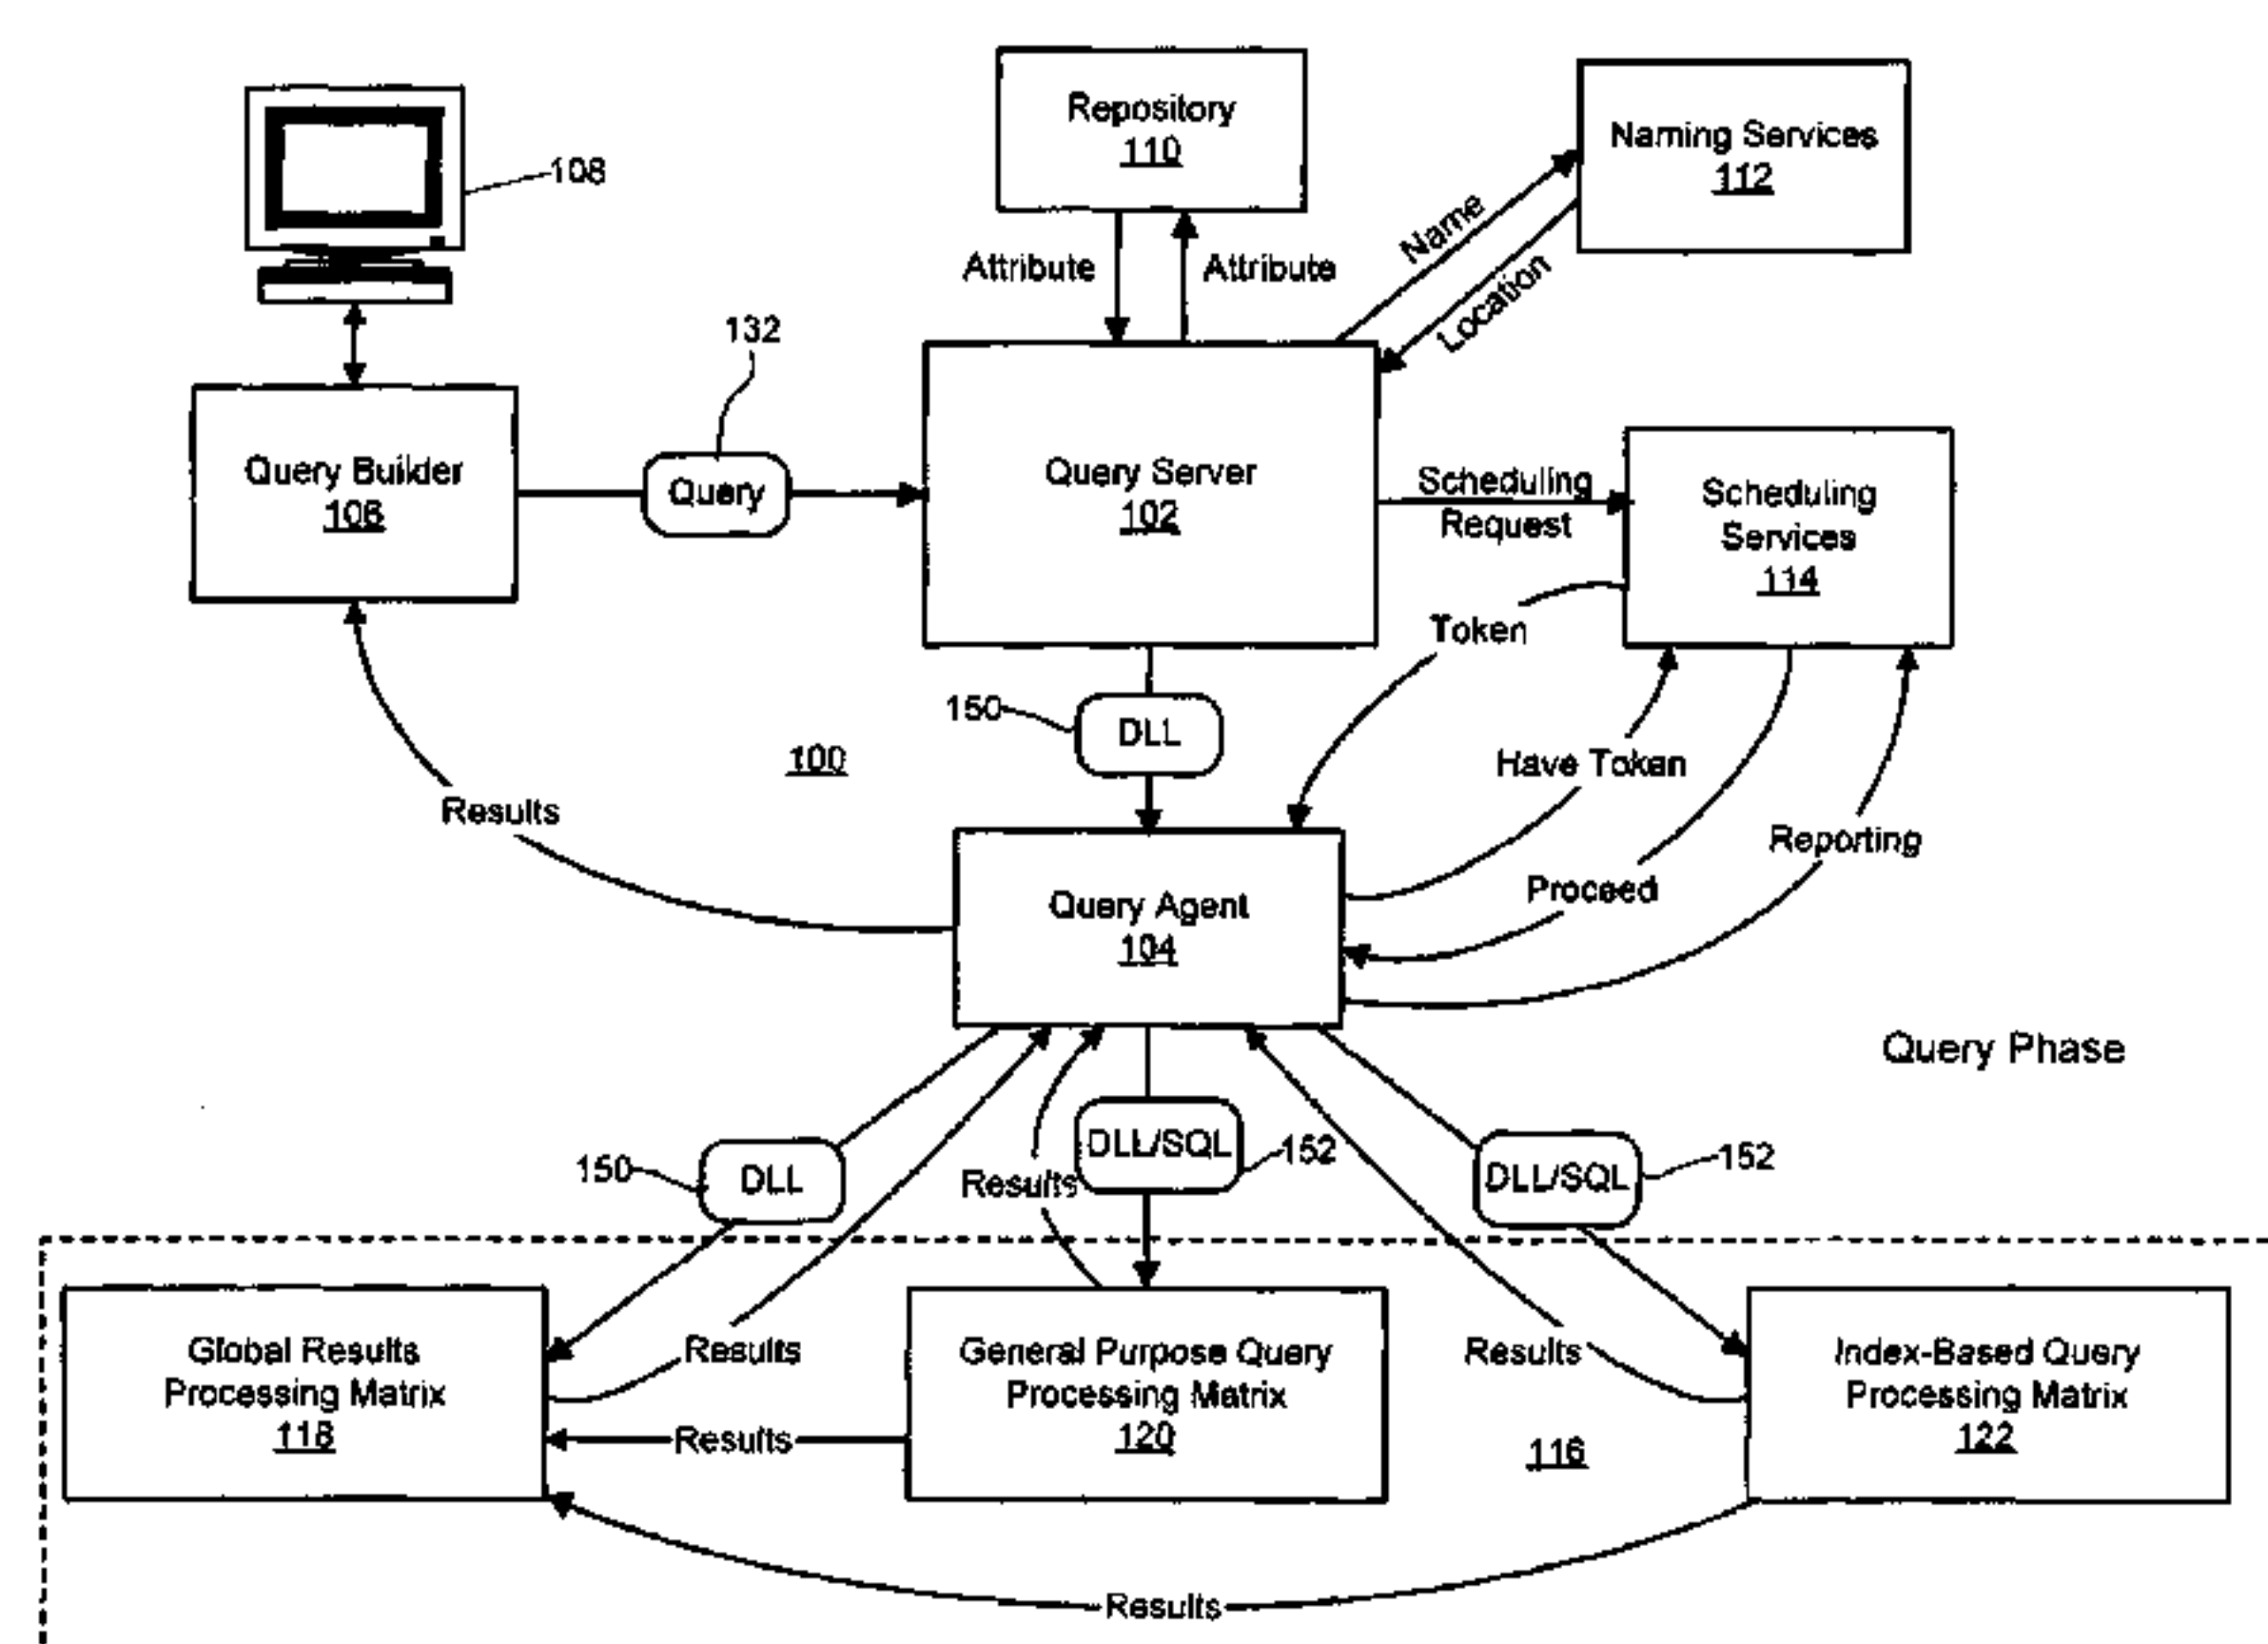 Repository
110
Naming Services
112
108
Attribute
Attribute
Name
Location
132
Query Builder
106
Query
Query Server
102
Scheduling
Request
Scheduling
Services
114
Token
150
DLL
100
Have Token
Results
Reporting
Proceed
Query Agent
104
Query Phase
150
DLL
Results
DLL/SQL
152
DLL/SQL
152
Global Results
Processing Matrix
118
Results
General Purpose Query
Processing Matrix
120
Results
Index-Based Query
Processing Matrix
122
Results
116
Results